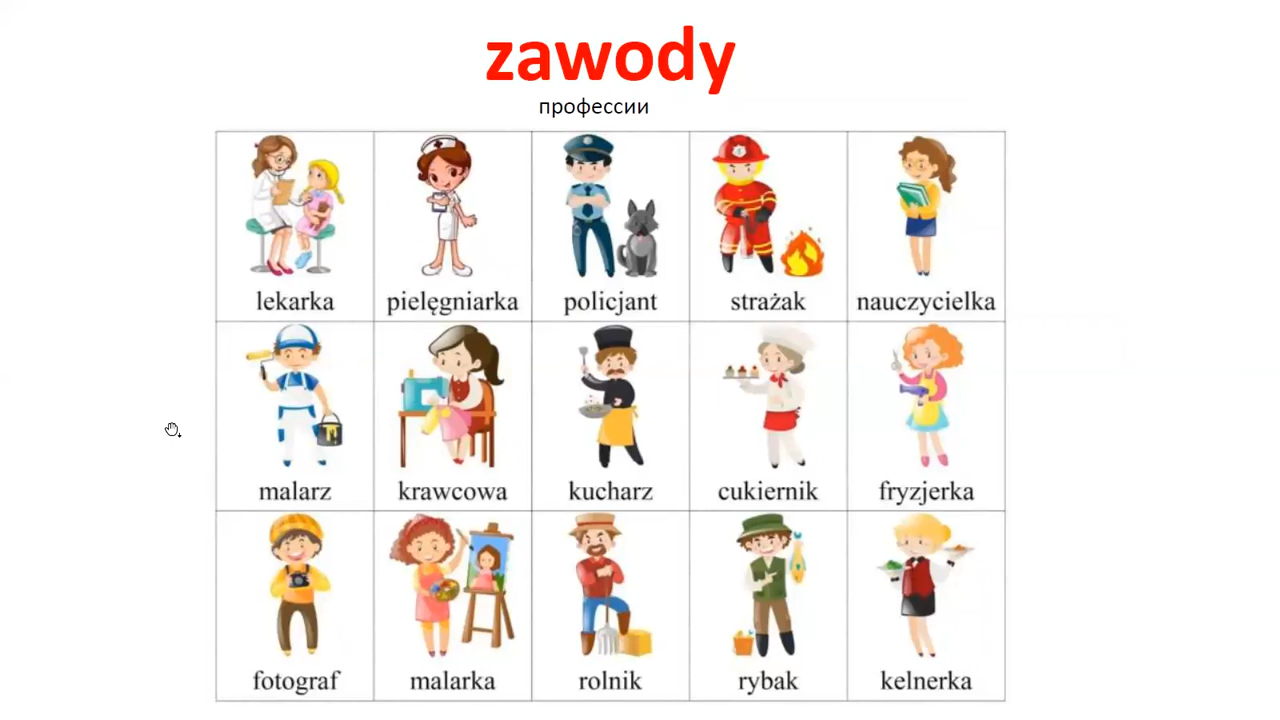 zawody
профессии
lekarka pielęgniarka policjant strażak nauczycielka
malarz krawcowa kucharz cukiernik fryzjerka
fotograf malarka rolnik rybak kelnerka